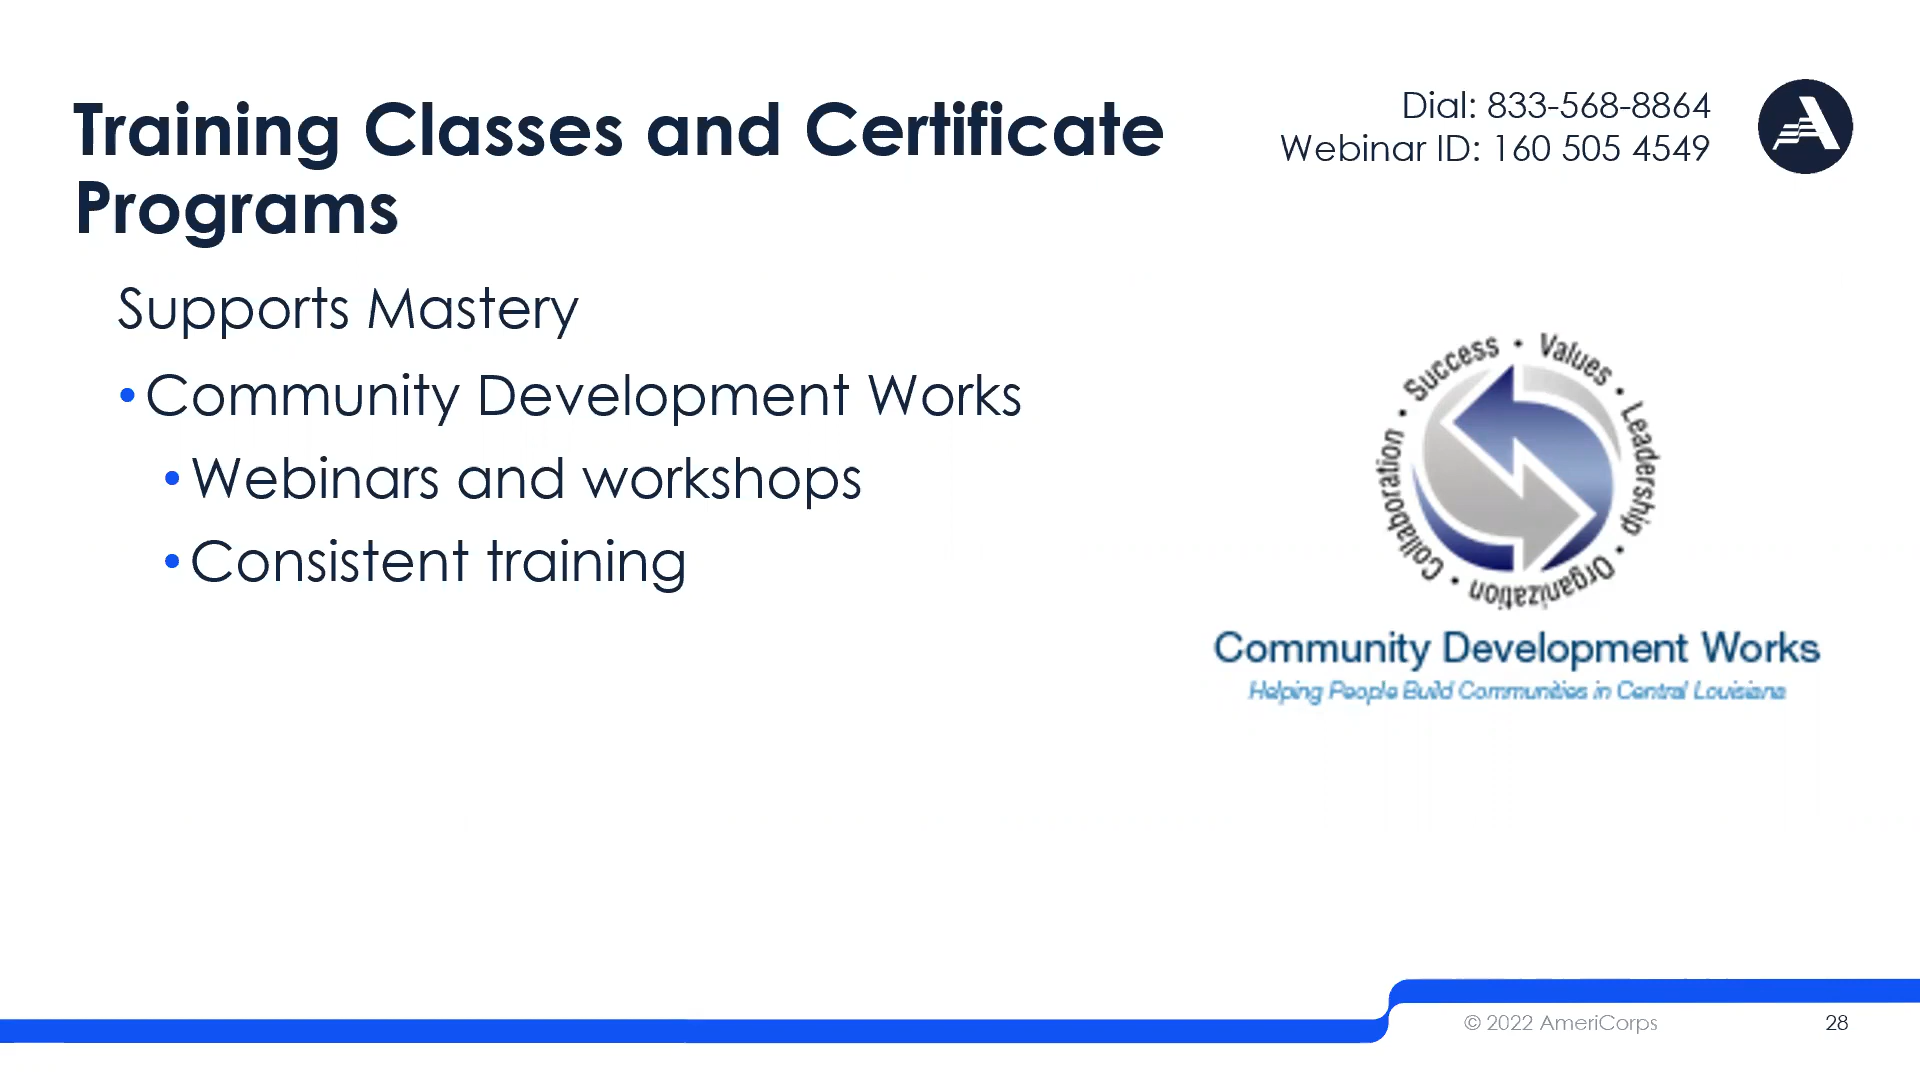 Training Classes and Certificate
Programs
Dial: 833-568-8864
Webinar ID: 160 505 4549
Supports Mastery
• Community Development Works
• Webinars and workshops
• Consistent training
Success • Values • Leadership • Organization • Collaboration •
Community Development Works
Helping People Build Communities in Central Louisiana
© 2022 AmeriCorps
28